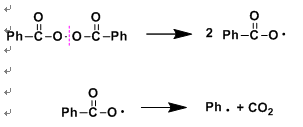 O O O
Ph–C–O–O–C–Ph 2 Ph–C–O•
O
Ph–C–O• Ph• + CO2